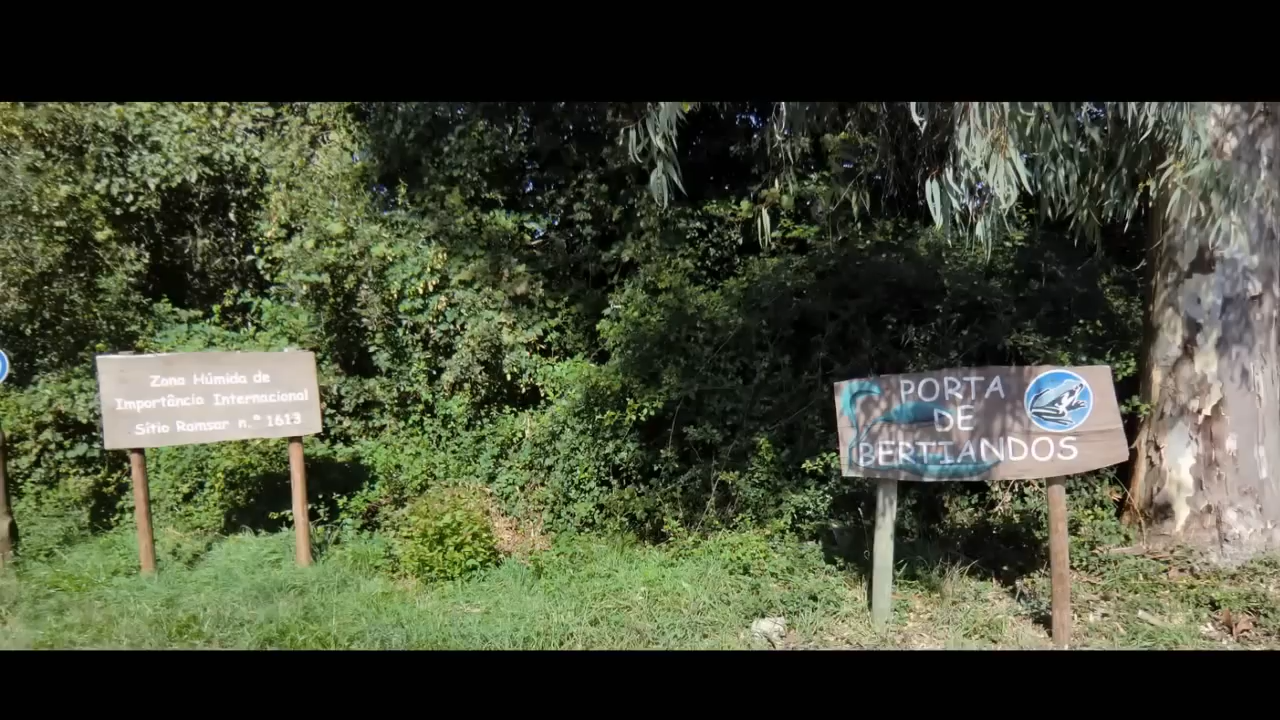 Zona Húmida de
Importância Internacional
Sítio Ramsar n.º 1613
PORTA
DE
BERTIANDOS